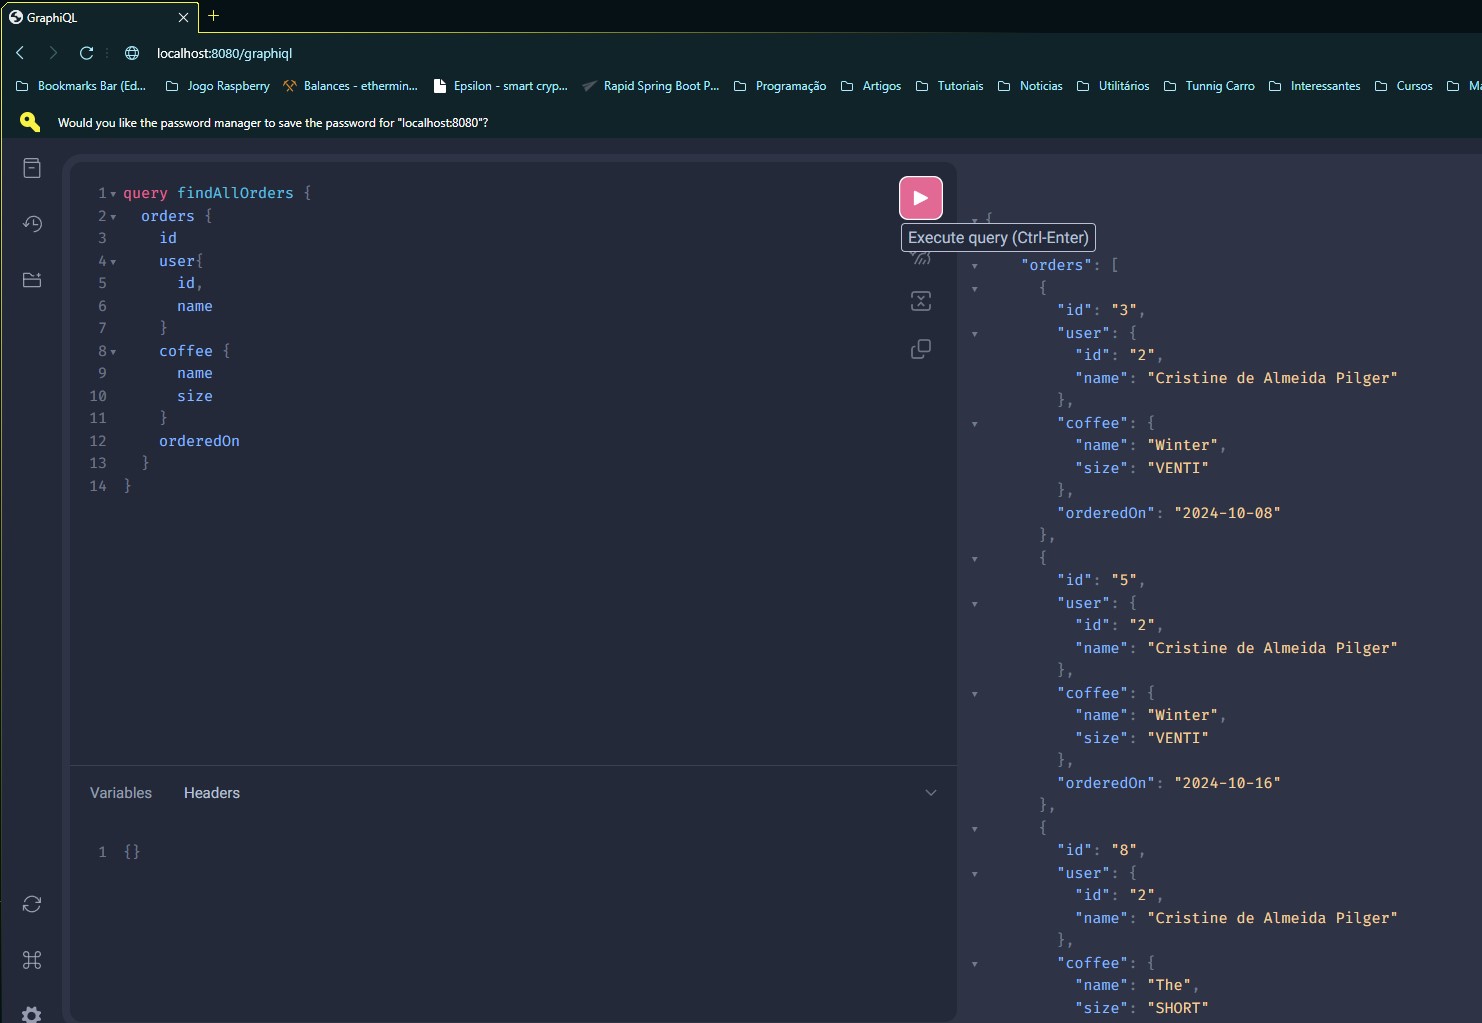 GraphiQL
localhost:8080/graphiql
Bookmarks Bar (Ed... Jogo Raspberry Balances - ethermin... Epsilon - smart cryp... Rapid Spring Boot P... Programação Artigos Tutoriais Noticias Utilitários Tunnig Carro Interessantes Cursos Ma
Would you like the password manager to save the password for "localhost:8080"?
1 query findAllOrders {
2 orders {
3 id
4 user{
5 id,
6 name
7 }
8 coffee {
9 name
10 size
11 }
12 orderedOn
13 }
14 }
Execute query (Ctrl-Enter)
Variables Headers
1 {}
{
"orders": [
{
"id": "3",
"user": {
"id": "2",
"name": "Cristine de Almeida Pilger"
},
"coffee": {
"name": "Winter",
"size": "VENTI"
},
"orderedOn": "2024-10-08"
},
{
"id": "5",
"user": {
"id": "2",
"name": "Cristine de Almeida Pilger"
},
"coffee": {
"name": "Winter",
"size": "VENTI"
},
"orderedOn": "2024-10-16"
},
{
"id": "8",
"user": {
"id": "2",
"name": "Cristine de Almeida Pilger"
},
"coffee": {
"name": "The",
"size": "SHORT"